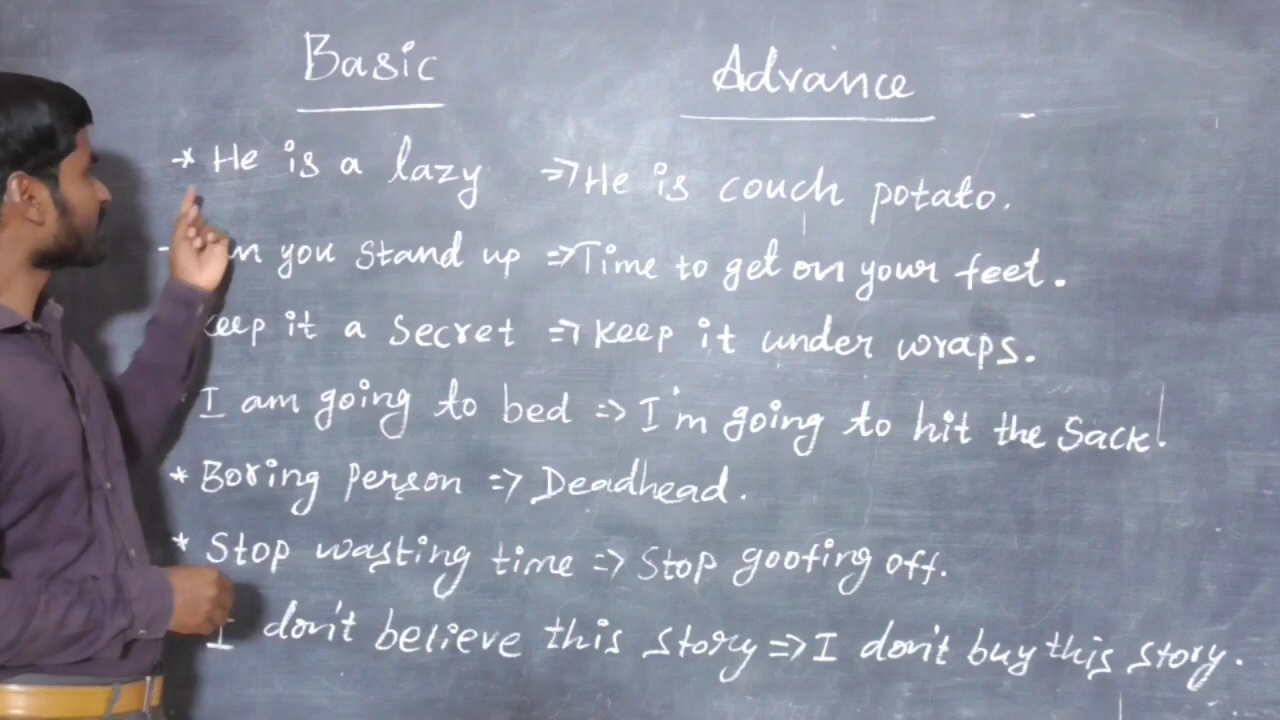 Basic Advance
* He is a lazy => He is couch potato.
you stand up => Time to get on your feet.
it a secret => keep it under wraps.
I am going to bed => I'm going to hit the Sack!
* Boring person => Deadhead.
* Stop wasting time => Stop goofing off.
I don't believe this story => I don't buy this story.